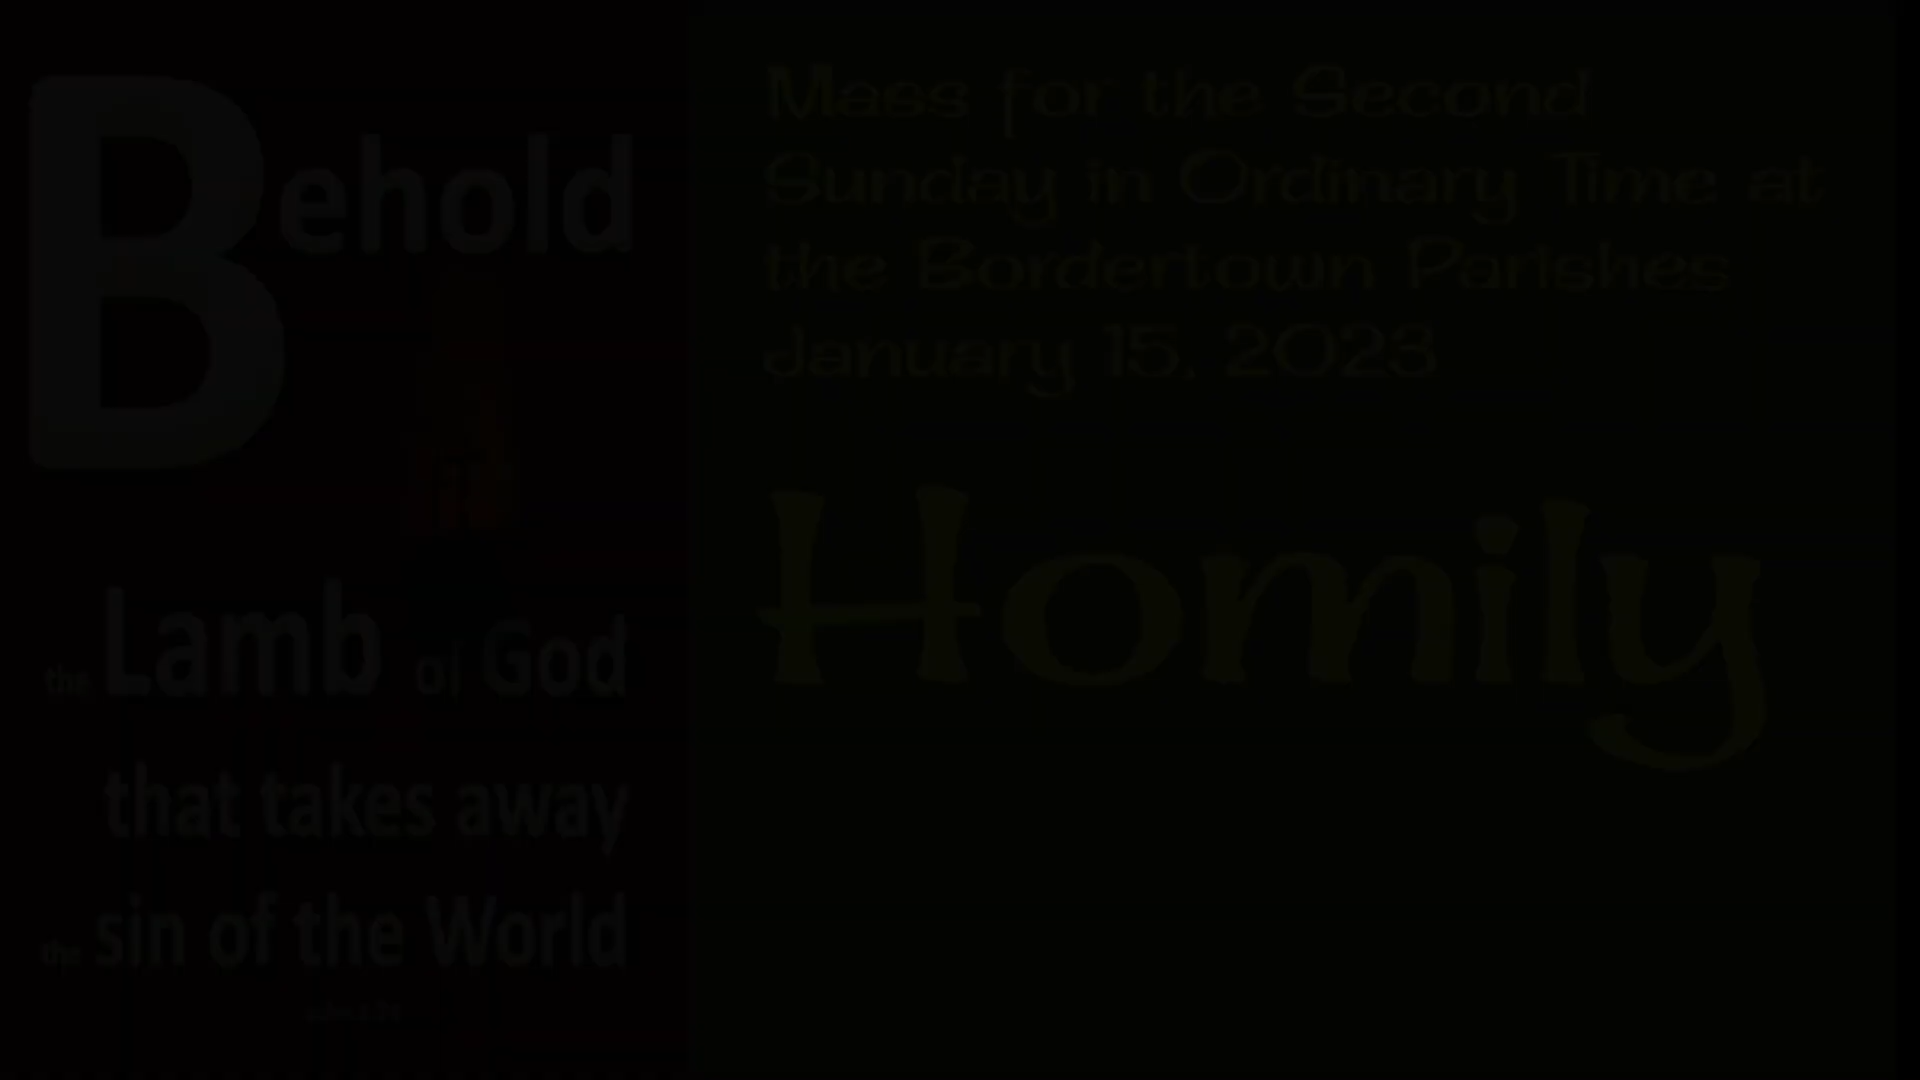 Behold
the Lamb of God
that takes away
the sin of the World
Mass for the Second
Sunday in Ordinary Time at
the Bordertown Parishes
January 15, 2023
Homily